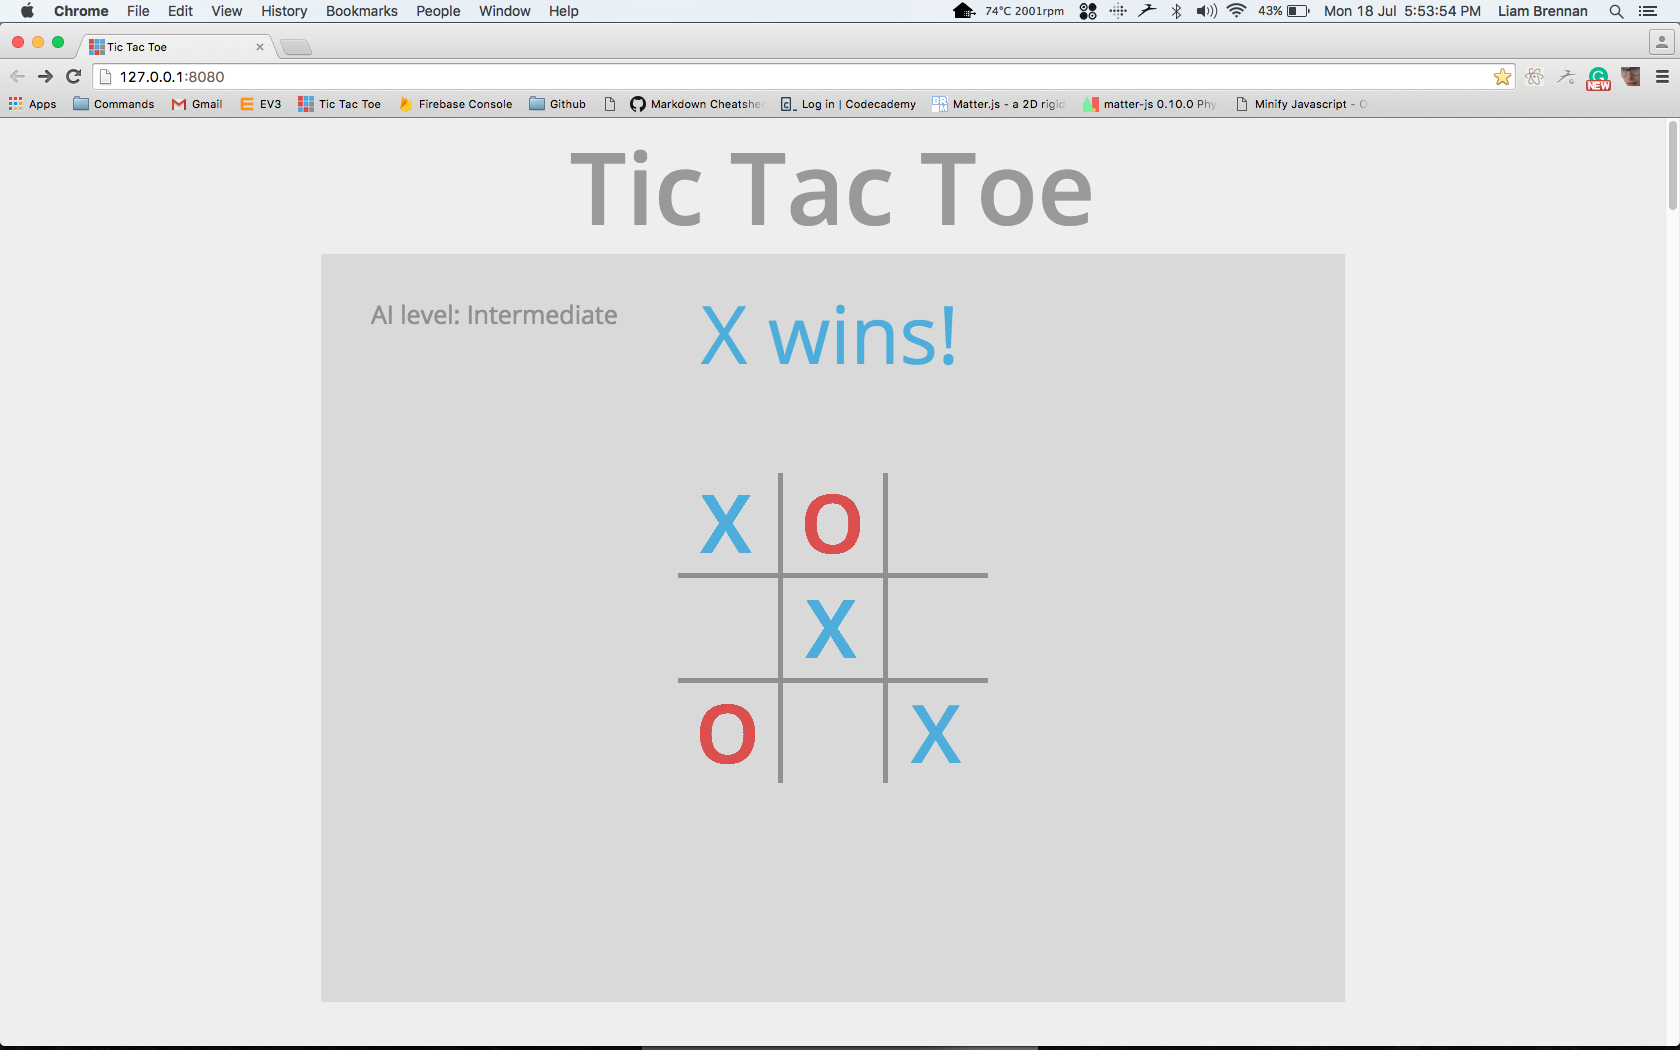 Chrome File Edit View History Bookmarks People Window Help 74°C 2001rpm 43% Mon 18 Jul 5:53:54 PM Liam Brennan
Tic Tac Toe
127.0.0.1:8080
NEW
Apps Commands Gmail EV3 Tic Tac Toe Firebase Console Github Markdown Cheatshee Log in | Codecademy Matter.js - a 2D rigid matter-js 0.10.0 Phy Minify Javascript - O
Tic Tac Toe
AI level: Intermediate
X wins!
X O
X
O X